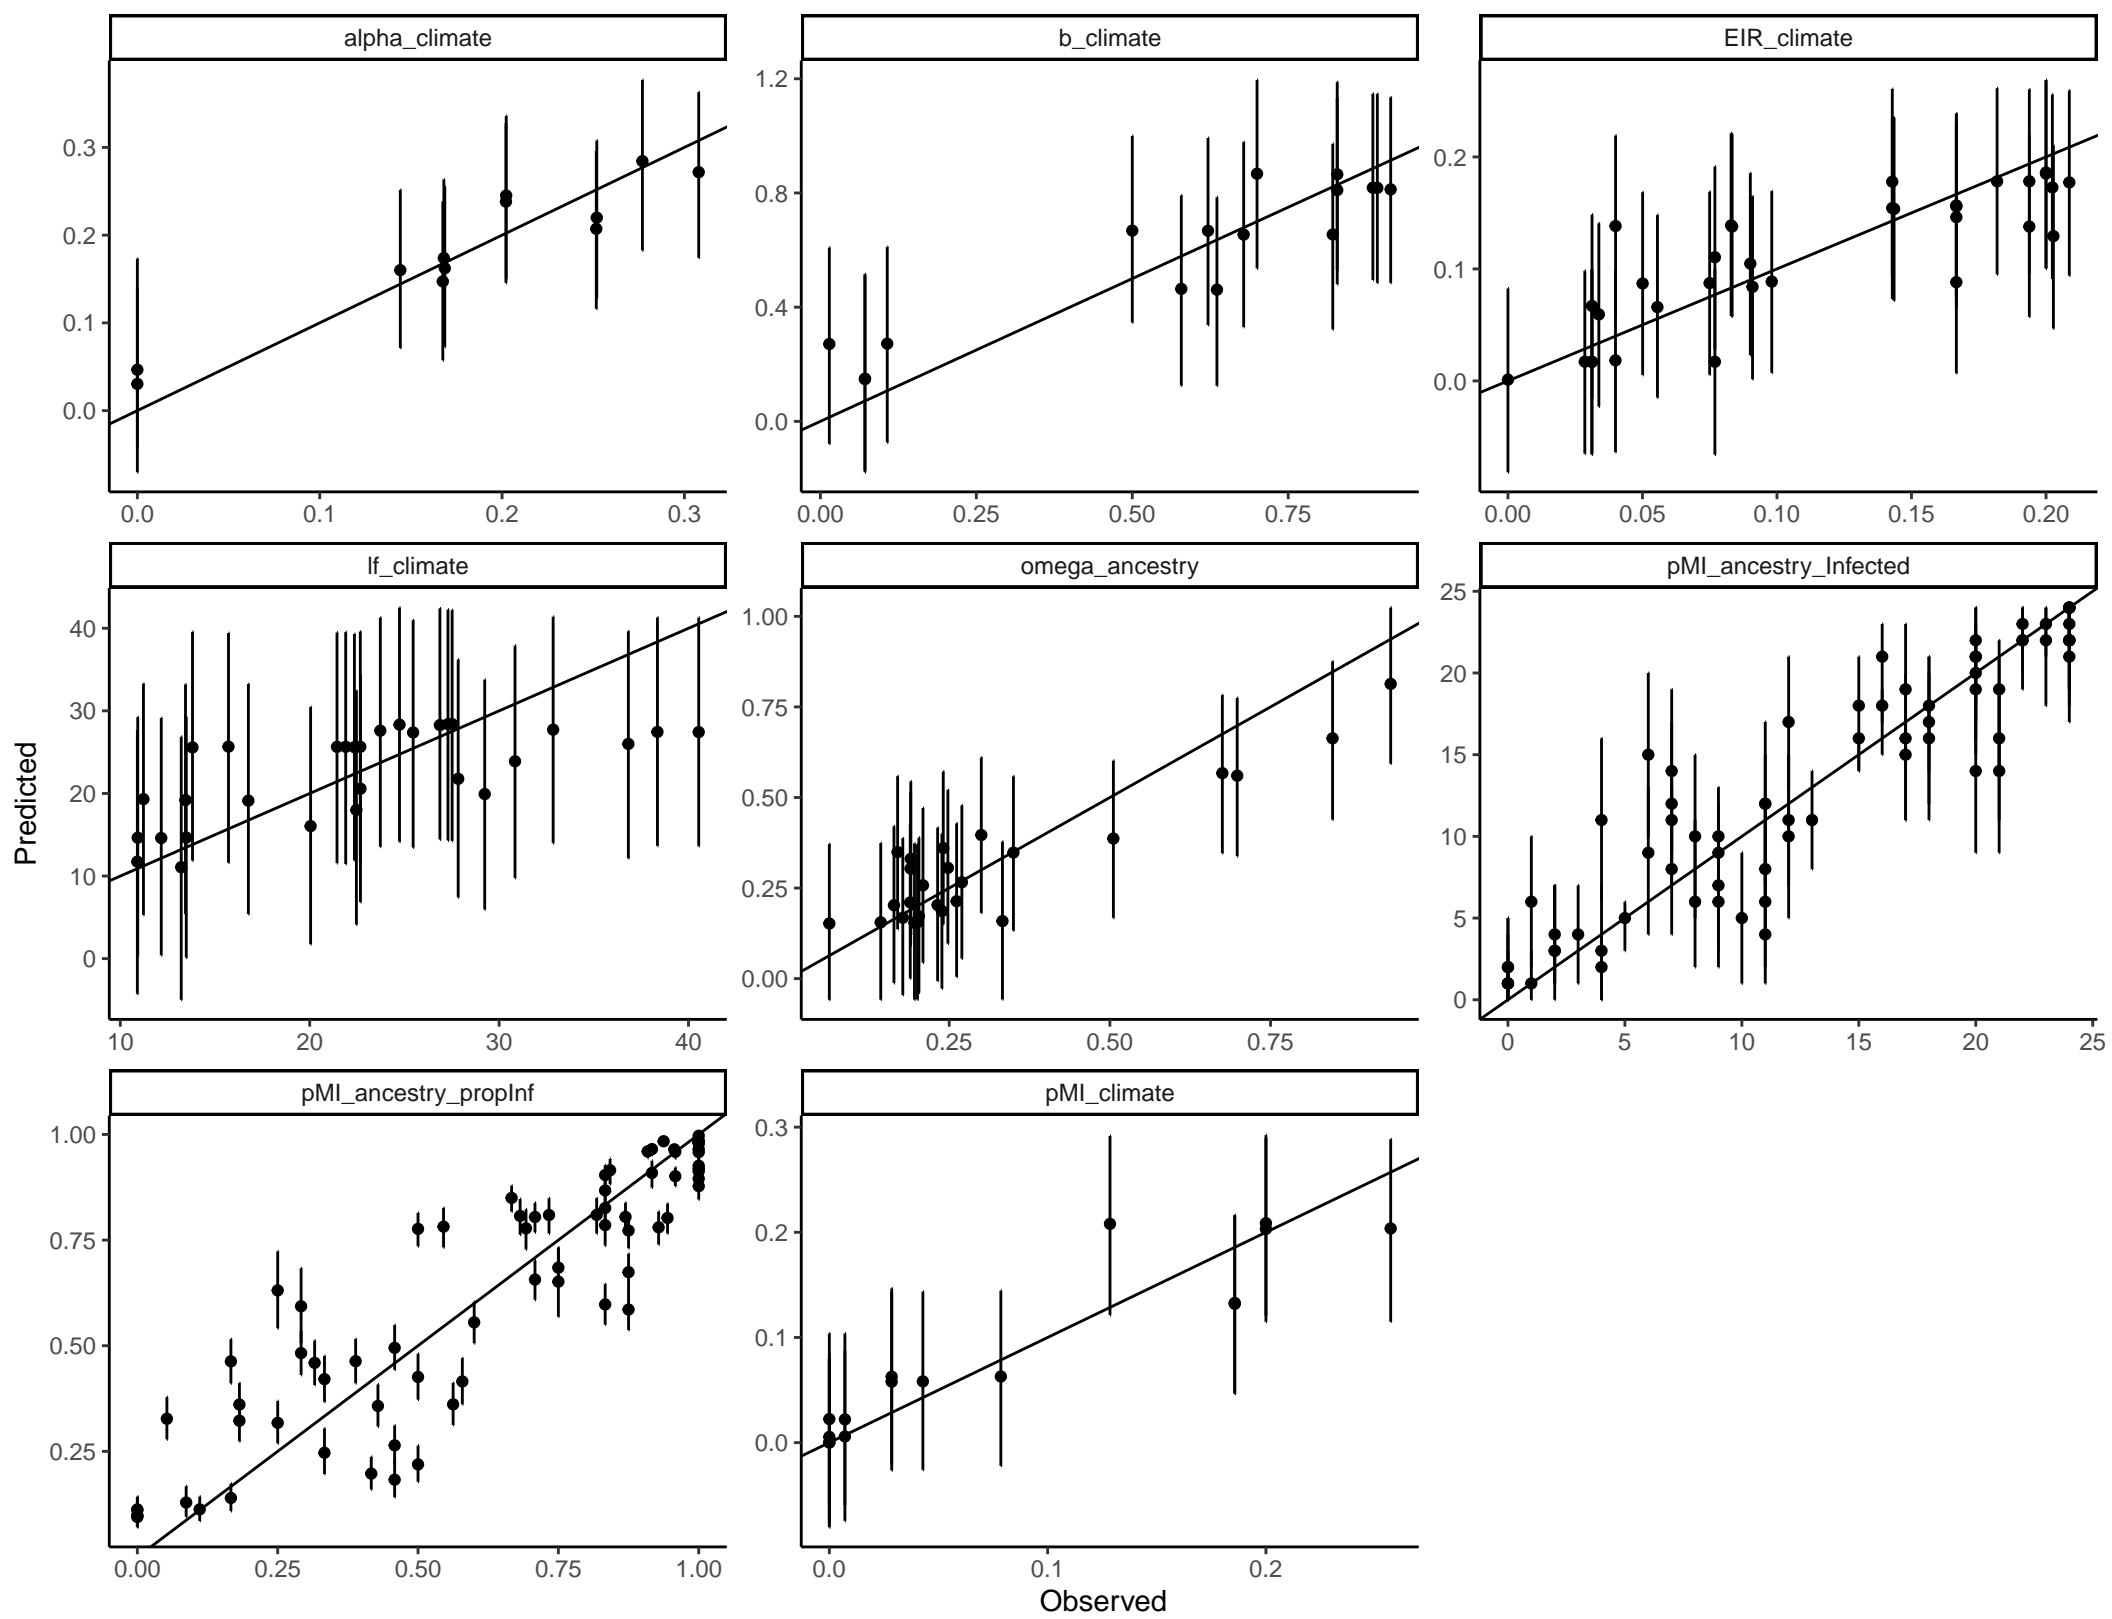 alpha_climate
b_climate
EIR_climate
0.3
0.2
0.1
0.0
1.2
0.8
0.4
0.0
0.2
0.1
0.0
0.0 0.1 0.2 0.3
0.00 0.25 0.50 0.75
0.00 0.05 0.10 0.15 0.20
lf_climate
omega_ancestry
pMI_ancestry_Infected
40
30
20
10
0
1.00
0.75
0.50
0.25
0.00
25
20
15
10
5
0
10 20 30 40
0.25 0.50 0.75
0 5 10 15 20 25
Predicted
pMI_ancestry_propInf
pMI_climate
1.00
0.75
0.50
0.25
0.3
0.2
0.1
0.0
0.00 0.25 0.50 0.75 1.00
0.0 0.1 0.2
Observed